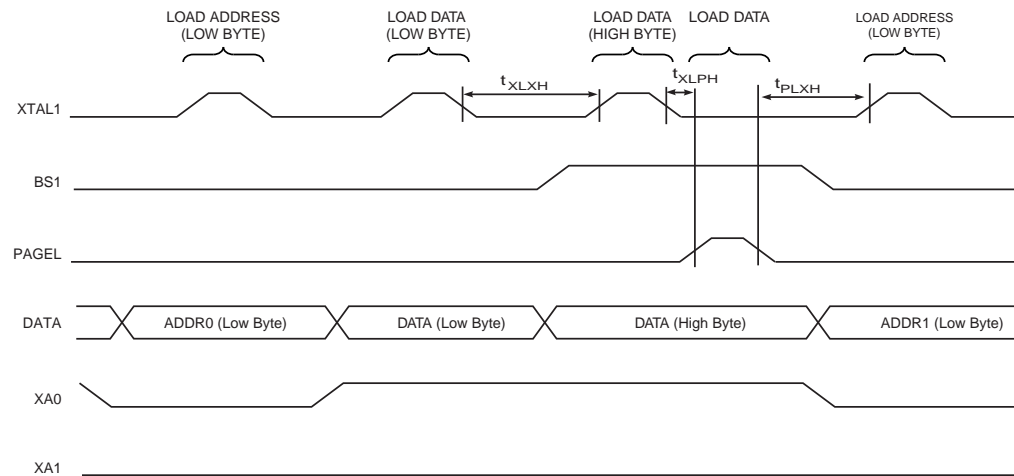 LOAD ADDRESS
(LOW BYTE)
LOAD DATA
(LOW BYTE)
LOAD DATA
(HIGH BYTE)
LOAD DATA
LOAD ADDRESS
(LOW BYTE)
tXLXH
tXLPH
tPLXH
XTAL1
BS1
PAGEL
DATA
ADDR0 (Low Byte)
DATA (Low Byte)
DATA (High Byte)
ADDR1 (Low Byte)
XA0
XA1